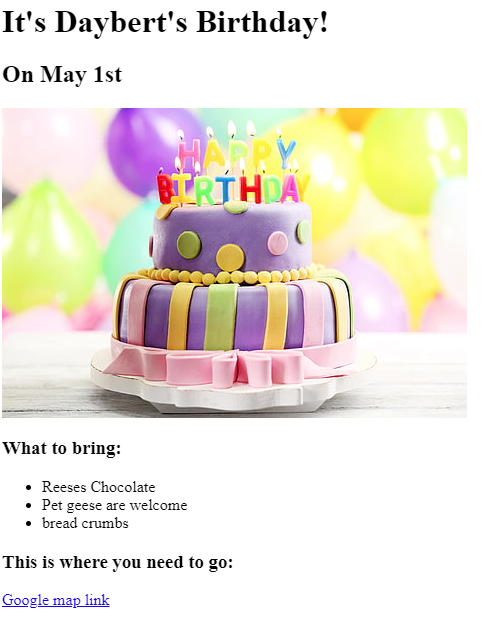 It's Daybert's Birthday!
On May 1st
HAPPY
BIRTHDAY
What to bring:
Reeses Chocolate
Pet geese are welcome
bread crumbs
This is where you need to go:
Google map link